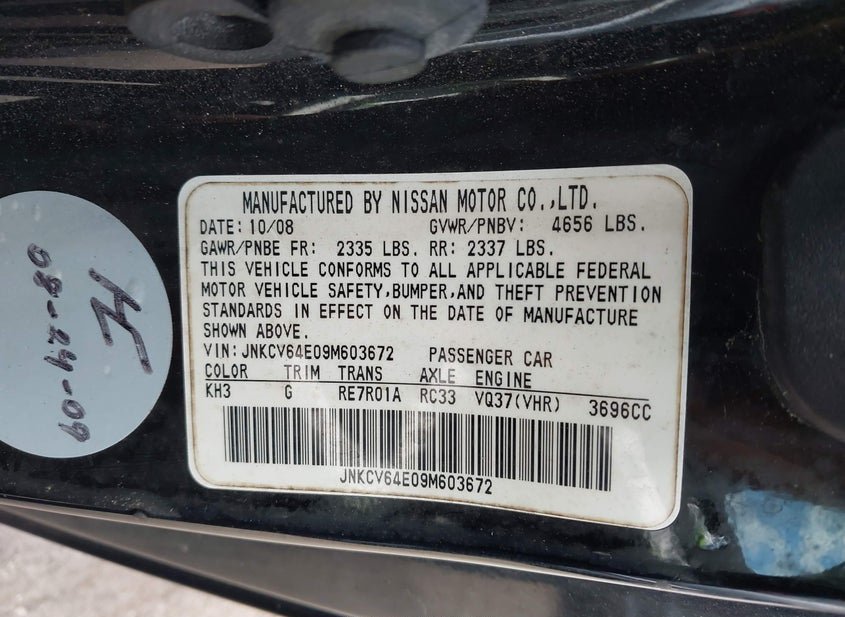 MANUFACTURED BY NISSAN MOTOR CO.,LTD.
DATE: 10/08 GVWR/PNBV: 4656 LBS.
GAWR/PNBE FR: 2335 LBS. RR: 2337 LBS.
THIS VEHICLE CONFORMS TO ALL APPLICABLE FEDERAL
MOTOR VEHICLE SAFETY,BUMPER,AND THEFT PREVENTION
STANDARDS IN EFFECT ON THE DATE OF MANUFACTURE
SHOWN ABOVE.
VIN:JNKCV64E09M603672 PASSENGER CAR
COLOR TRIM TRANS AXLE ENGINE
KH3 G RE7R01A RC33 VQ37(VHR) 3696CC
JNKCV64E09M603672